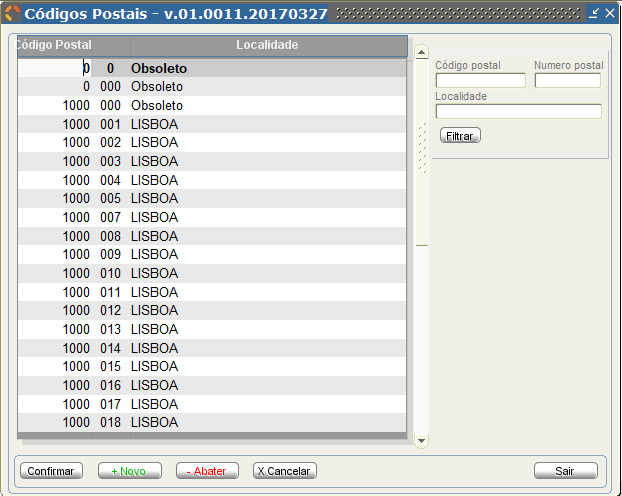 Códigos Postais - v.01.0011.20170327
Código Postal Localidade
0 0 Obsoleto
0 000 Obsoleto
1000 000 Obsoleto
1000 001 LISBOA
1000 002 LISBOA
1000 003 LISBOA
1000 004 LISBOA
1000 005 LISBOA
1000 007 LISBOA
1000 008 LISBOA
1000 009 LISBOA
1000 010 LISBOA
1000 011 LISBOA
1000 012 LISBOA
1000 013 LISBOA
1000 014 LISBOA
1000 015 LISBOA
1000 016 LISBOA
1000 017 LISBOA
1000 018 LISBOA
Código postal Numero postal
Localidade
Filtrar
Confirmar + Novo - Abater X Cancelar Sair